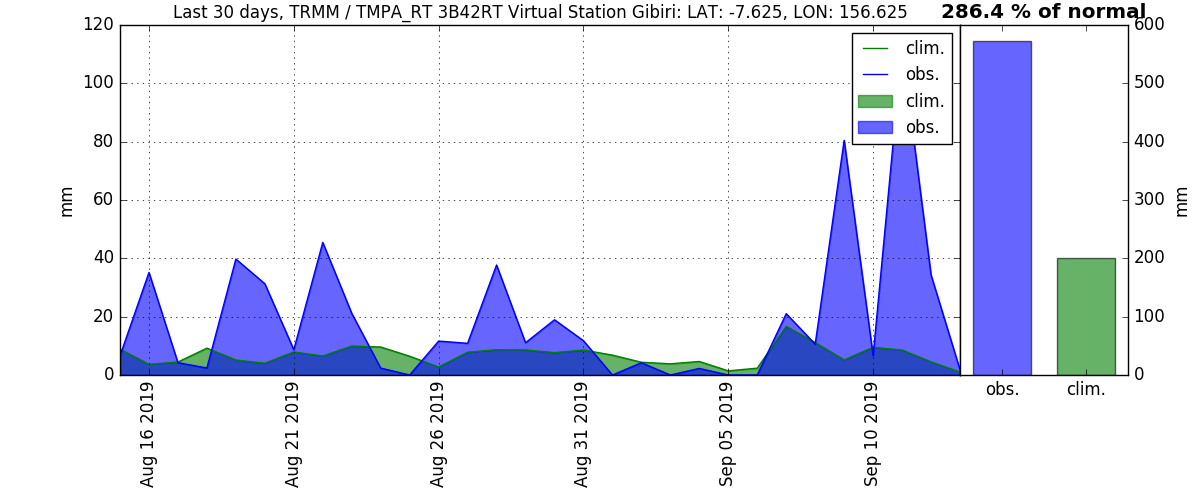 Last 30 days, TRMM / TMPA_RT 3B42RT Virtual Station Gibiri: LAT: -7.625, LON: 156.625
286.4 % of normal
120
100
80
60
40
20
0
mm
clim.
obs.
clim.
obs.
600
500
400
300
200
100
0
mm
obs.
clim.
Aug 16 2019
Aug 21 2019
Aug 26 2019
Aug 31 2019
Sep 05 2019
Sep 10 2019